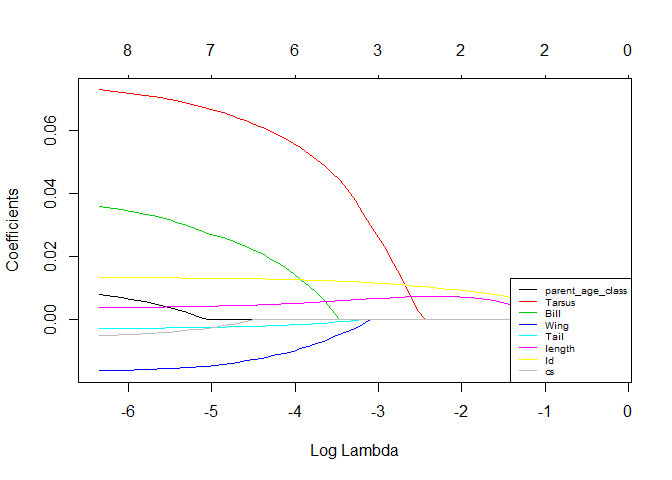 8 7 6 3 2 2 0
Coefficients
0.06
0.04
0.02
0.00
parent_age_class
Tarsus
Bill
Wing
Tail
length
ld
cs
-6 -5 -4 -3 -2 -1 0
Log Lambda